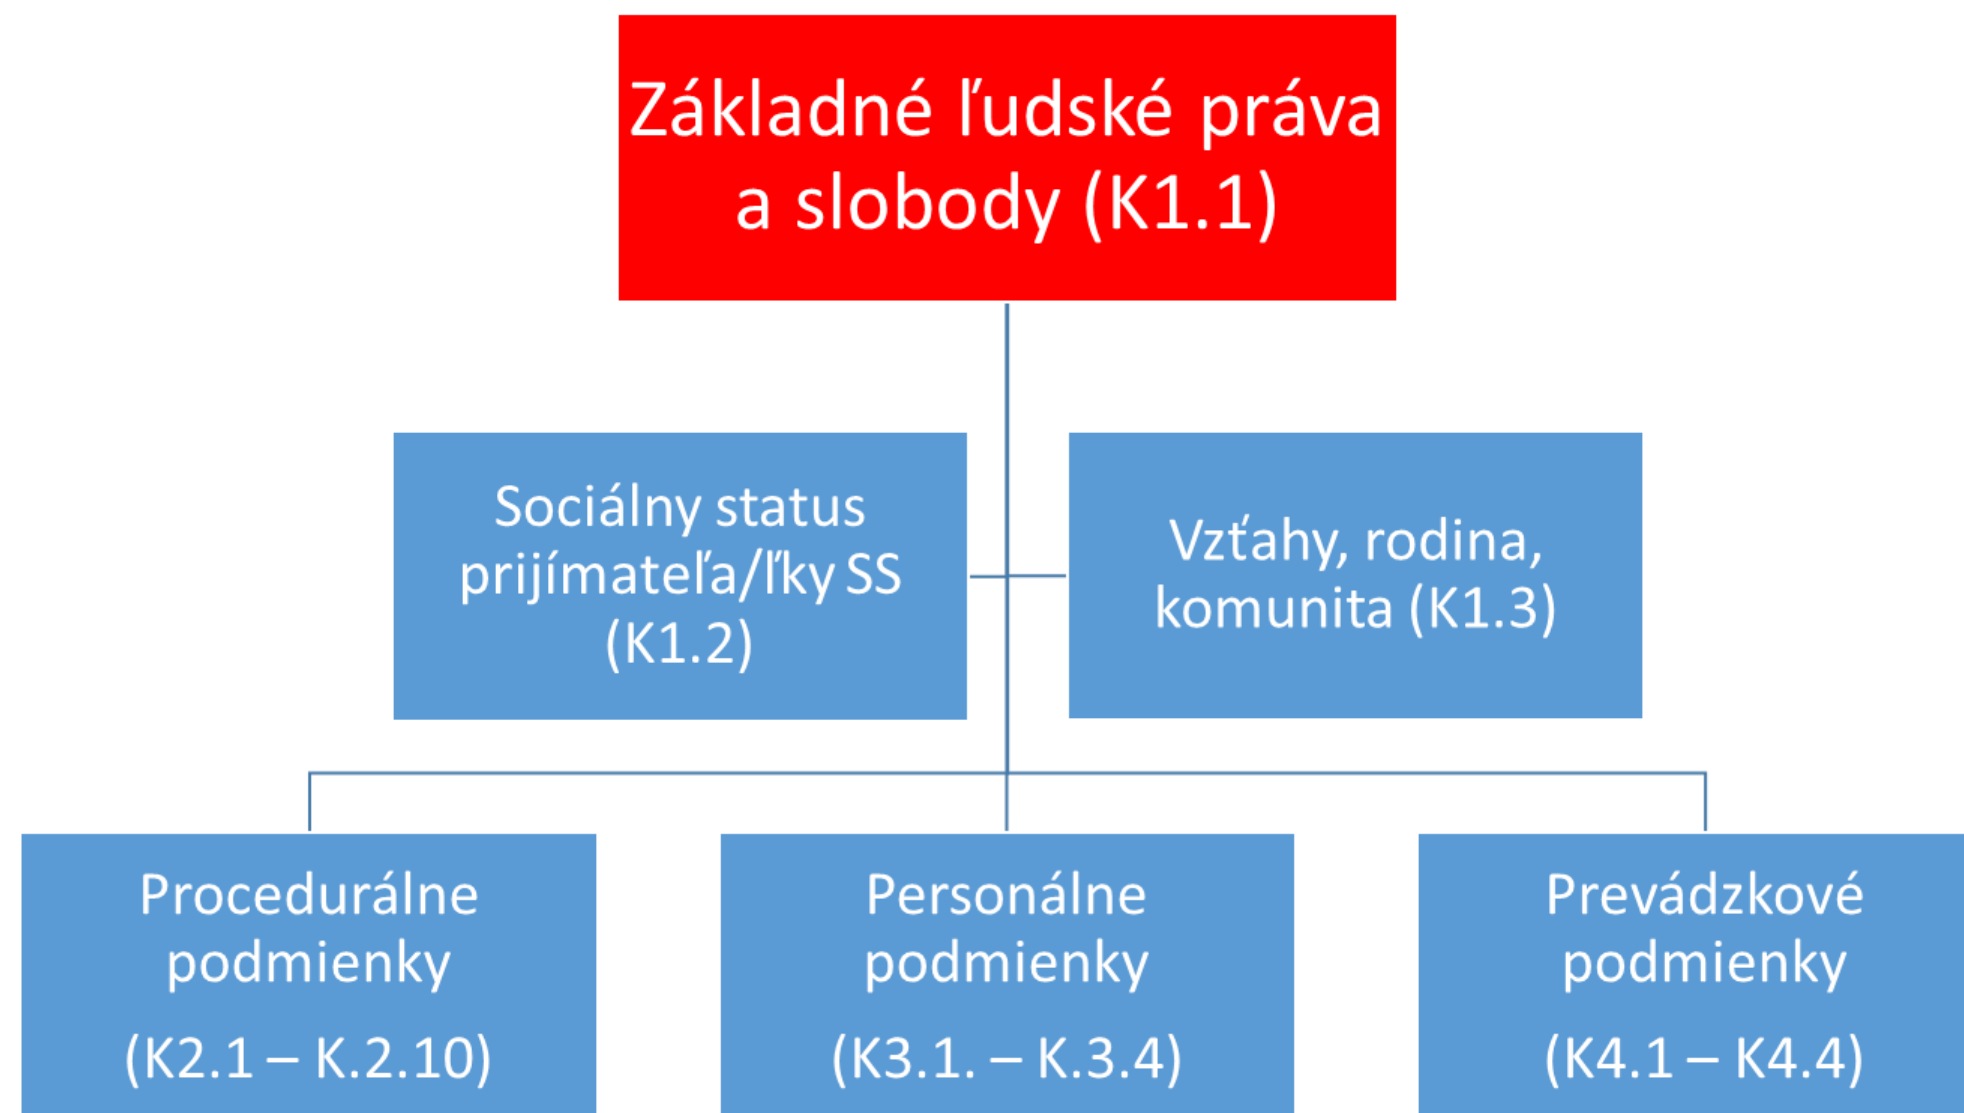 Základné ľudské práva
a slobody (K1.1)
Sociálny status
prijímateľa/ľky SS
(K1.2)
Vzťahy, rodina,
komunita (K1.3)
Procedurálne
podmienky
(K2.1 – K.2.10)
Personálne
podmienky
(K3.1. – K.3.4)
Prevádzkové
podmienky
(K4.1 – K4.4)